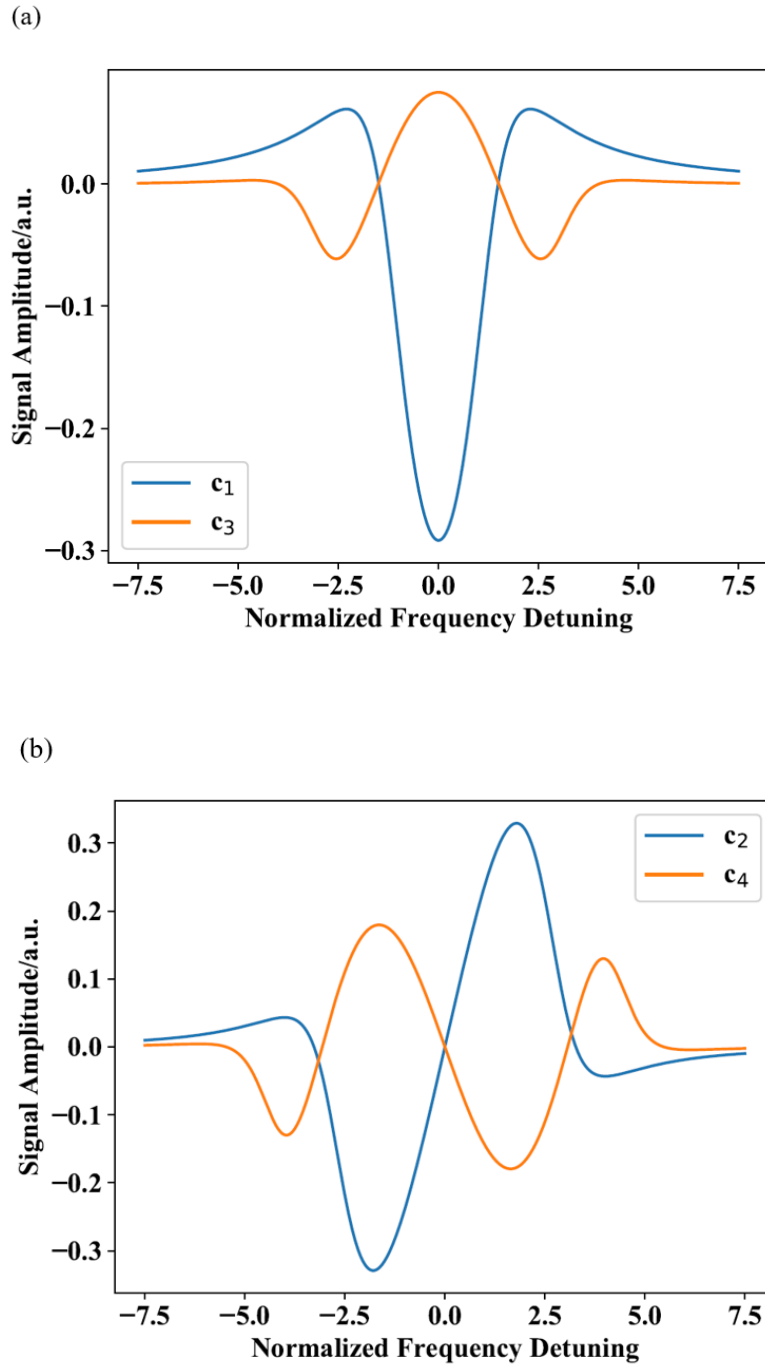 (a)
Signal Amplitude/a.u.
0.0
−0.1
−0.2
−0.3
c₁
c₃
−7.5 −5.0 −2.5 0.0 2.5 5.0 7.5
Normalized Frequency Detuning
(b)
Signal Amplitude/a.u.
0.3
0.2
0.1
0.0
−0.1
−0.2
−0.3
c₂
c₄
−7.5 −5.0 −2.5 0.0 2.5 5.0 7.5
Normalized Frequency Detuning